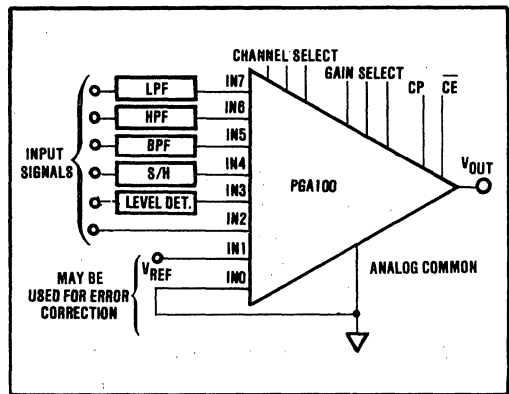 CHANNEL SELECT
GAIN SELECT
CP
C̅E̅
IN7
LPF
IN6
HPF
IN5
BPF
INPUT
SIGNALS
IN4
S/H
IN3
LEVEL DET.
IN2
PGA100
VOUT
IN1
VREF
IN0
MAY BE
USED FOR ERROR
CORRECTION
ANALOG COMMON